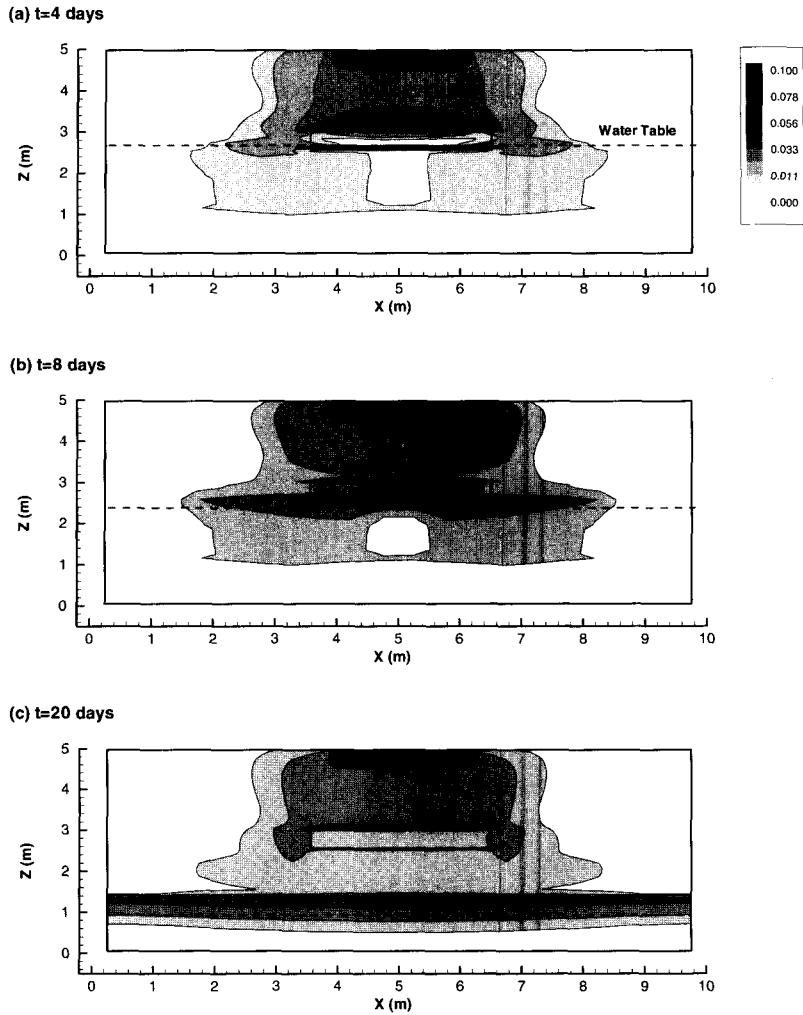 (a) t=4 days
5
4
3
2
1
0
Z (m)
Water Table
0 1 2 3 4 5 6 7 8 9 10
X (m)
0.100
0.078
0.056
0.033
0.011
0.000
(b) t=8 days
5
4
3
2
1
0
Z (m)
0 1 2 3 4 5 6 7 8 9 10
X (m)
(c) t=20 days
5
4
3
2
1
0
Z (m)
0 1 2 3 4 5 6 7 8 9 10
X (m)